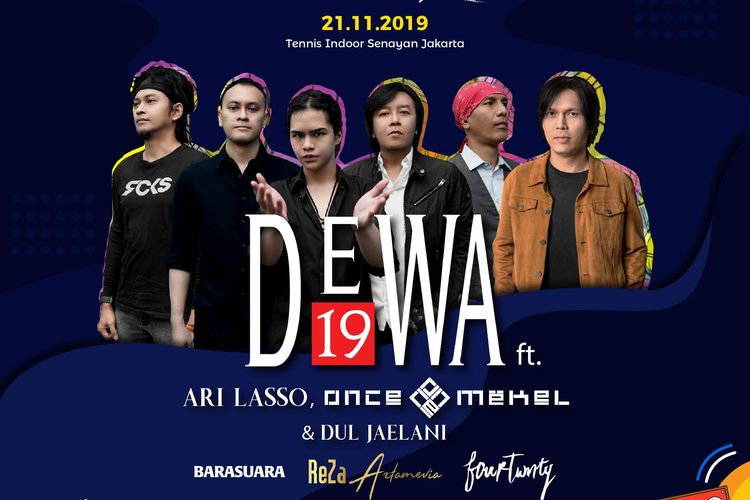 21.11.2019
Tennis Indoor Senayan Jakarta
SCKS
DEWA
19
ft.
ARI LASSO, ONCE MEKEL
& DUL JAELANI
BARASUARA ReZa Artamevia fourtwnty